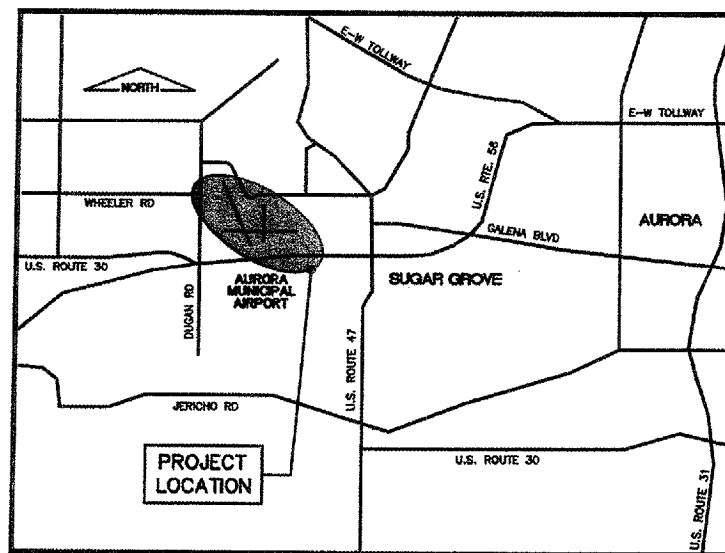 E-W TOLLWAY
NORTH
E-W TOLLWAY
U.S. RTE. 56
WHEELER RD
GALENA BLVD
AURORA
U.S. ROUTE 30
AURORA
MUNICIPAL
AIRPORT
SUGAR GROVE
DUGAN RD
U.S. ROUTE 47
JERICHO RD
PROJECT
LOCATION
U.S. ROUTE 30
U.S. ROUTE 31